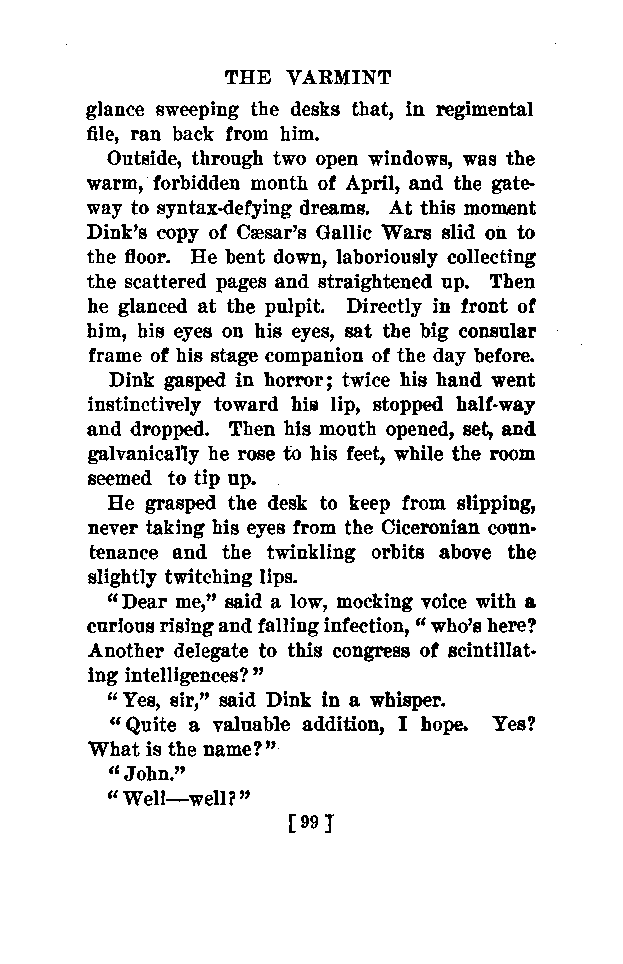 THE VARMINT
glance sweeping the desks that, in regimental
file, ran back from him.
Outside, through two open windows, was the
warm, forbidden month of April, and the gate-
way to syntax-defying dreams. At this moment
Dink's copy of Cæsar's Gallic Wars slid on to
the floor. He bent down, laboriously collecting
the scattered pages and straightened up. Then
he glanced at the pulpit. Directly in front of
him, his eyes on his eyes, sat the big consular
frame of his stage companion of the day before.
Dink gasped in horror; twice his hand went
instinctively toward his lip, stopped half-way
and dropped. Then his mouth opened, set, and
galvanically he rose to his feet, while the room
seemed to tip up.
He grasped the desk to keep from slipping,
never taking his eyes from the Ciceronian coun-
tenance and the twinkling orbits above the
slightly twitching lips.
“Dear me,” said a low, mocking voice with a
curious rising and falling infection, “who's here?
Another delegate to this congress of scintillat-
ing intelligences?”
“Yes, sir,” said Dink in a whisper.
“Quite a valuable addition, I hope. Yes?
What is the name?”
“John.”
“Well—well?”
[99]